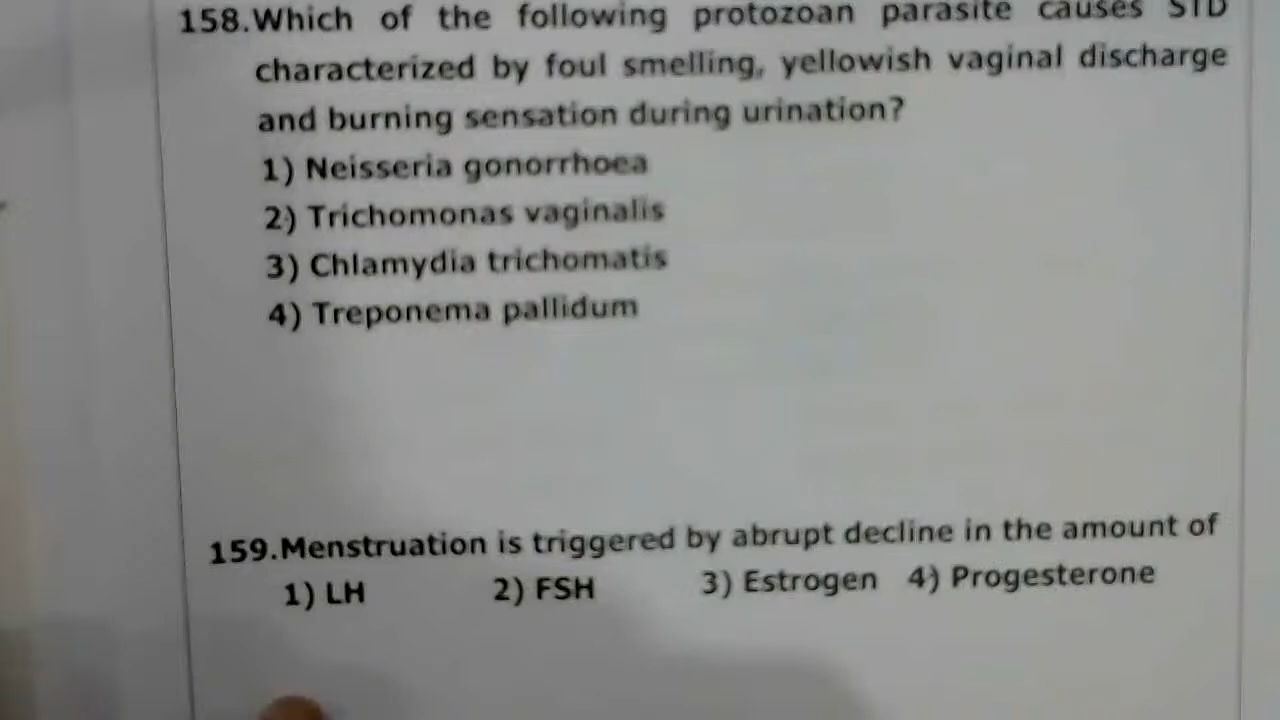 158.Which of the following protozoan parasite causes STD
characterized by foul smelling, yellowish vaginal discharge
and burning sensation during urination?
1) Neisseria gonorrhoea
2) Trichomonas vaginalis
3) Chlamydia trichomatis
4) Treponema pallidum
159.Menstruation is triggered by abrupt decline in the amount of
1) LH 2) FSH 3) Estrogen 4) Progesterone